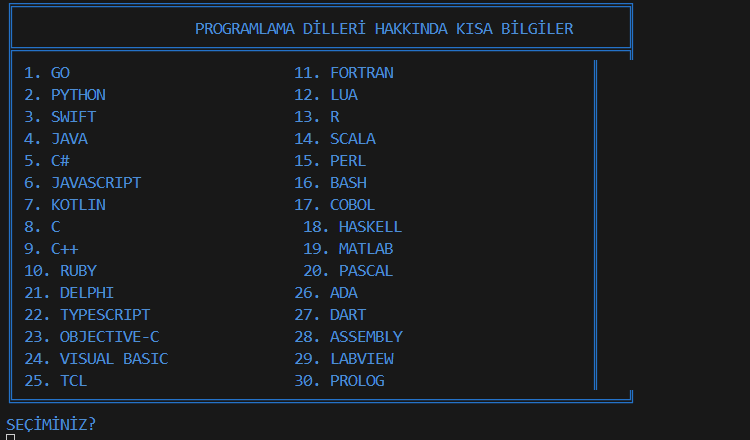 PROGRAMLAMA DİLLERİ HAKKINDA KISA BİLGİLER
1. GO 11. FORTRAN
2. PYTHON 12. LUA
3. SWIFT 13. R
4. JAVA 14. SCALA
5. C# 15. PERL
6. JAVASCRIPT 16. BASH
7. KOTLIN 17. COBOL
8. C 18. HASKELL
9. C++ 19. MATLAB
10. RUBY 20. PASCAL
21. DELPHI 26. ADA
22. TYPESCRIPT 27. DART
23. OBJECTIVE-C 28. ASSEMBLY
24. VISUAL BASIC 29. LABVIEW
25. TCL 30. PROLOG
SEÇİMİNİZ?